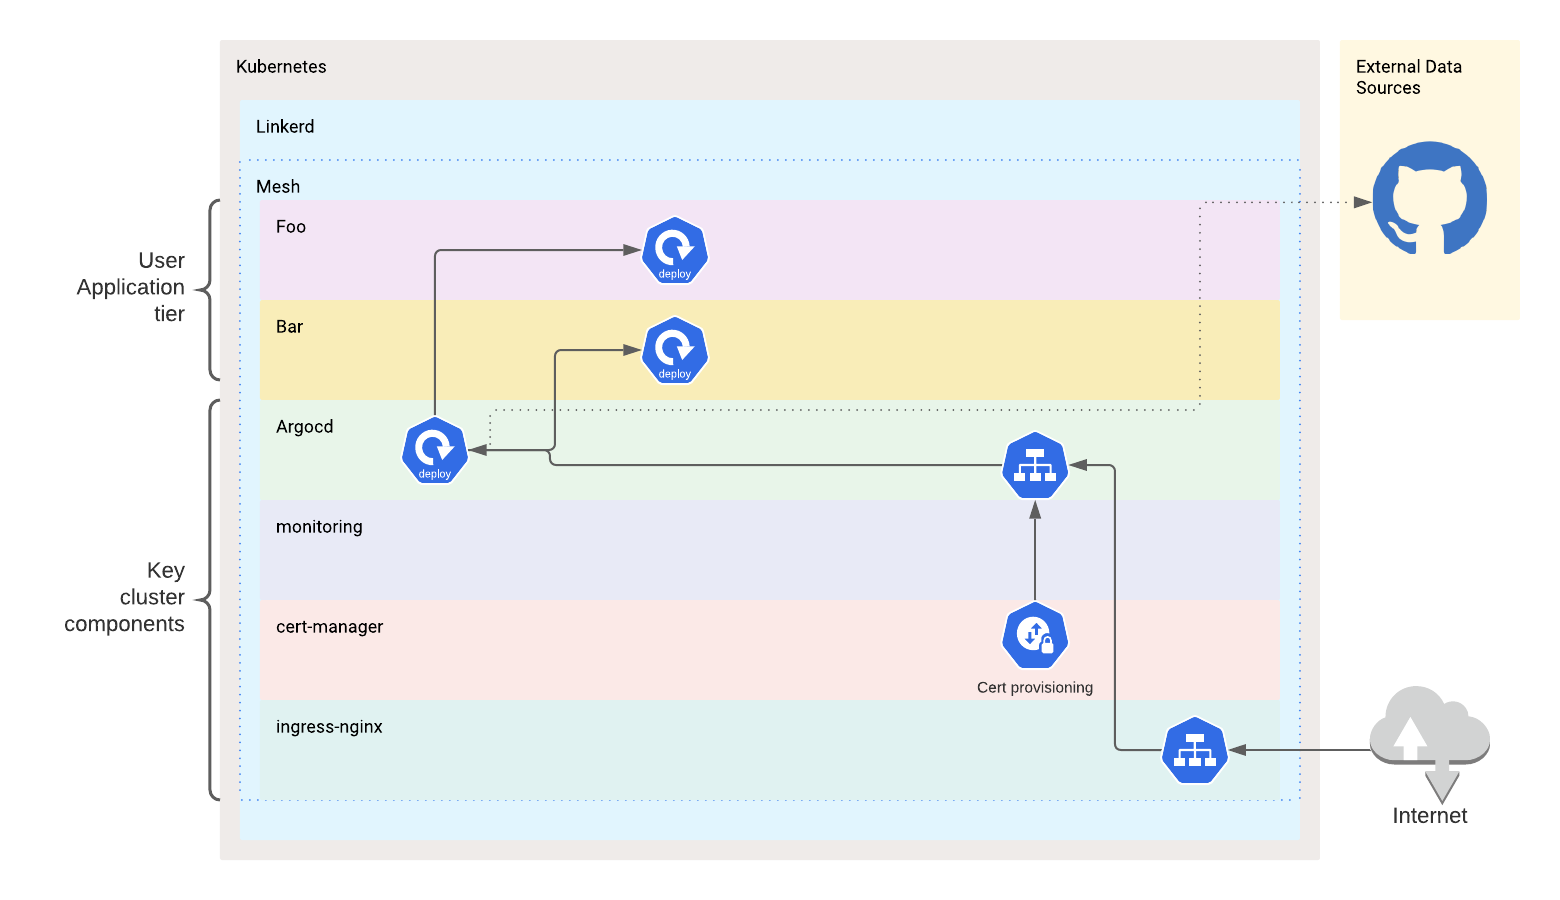 Kubernetes
External Data
Sources
Linkerd
Mesh
Foo
deploy
User
Application
tier
Bar
deploy
Argocd
deploy
monitoring
Key
cluster
components
cert-manager
Cert provisioning
ingress-nginx
Internet